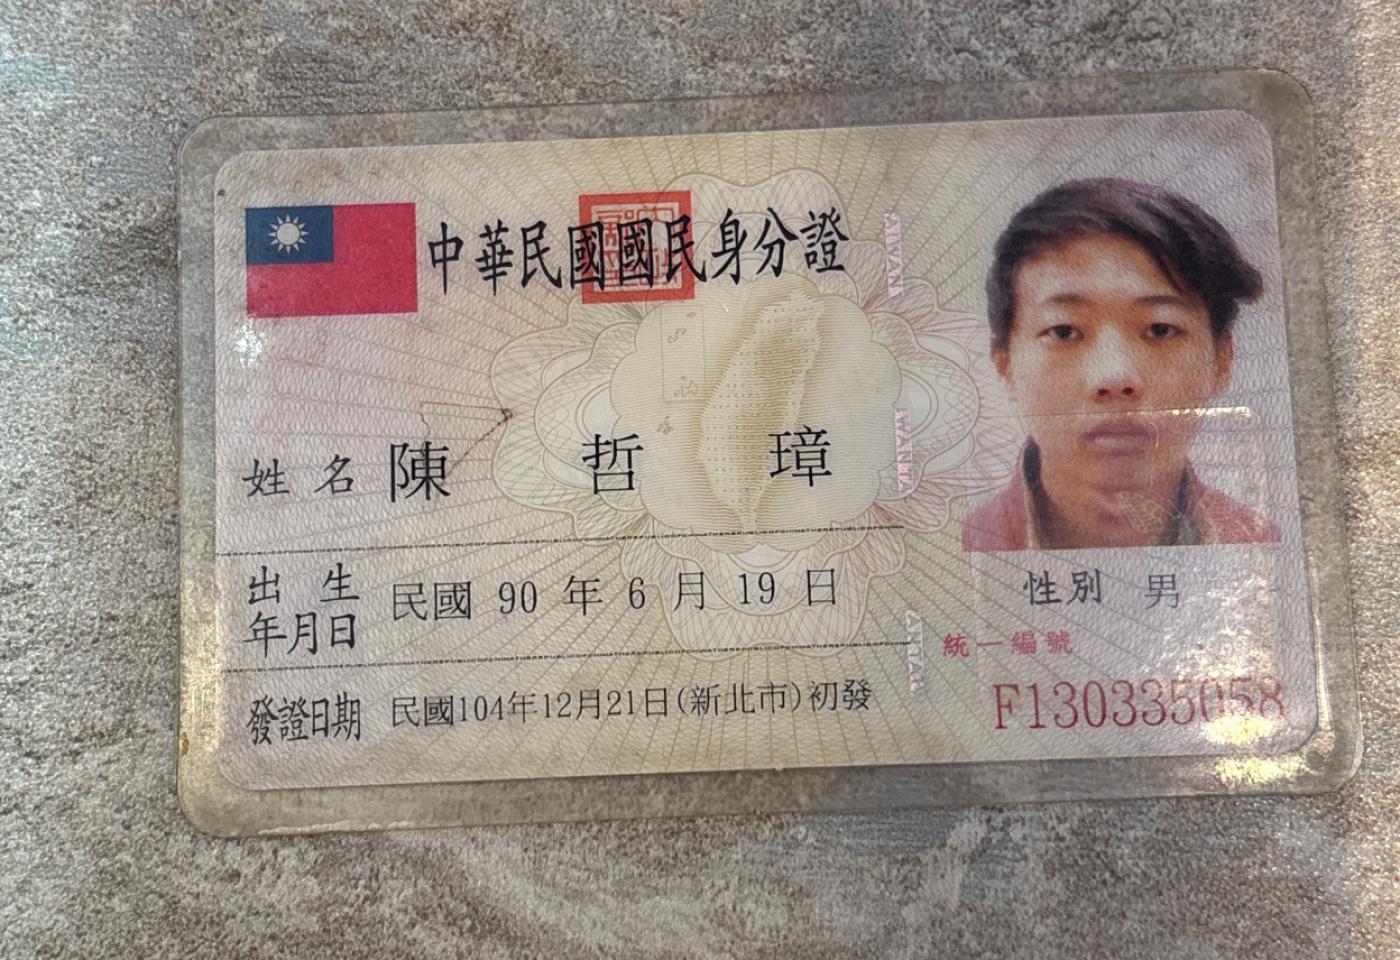 中華民國國民身分證
姓名 陳 哲 璋
出生年月日 民國 90 年 6 月 19 日
性別 男
統一編號
F130335058
發證日期 民國104年12月21日(新北市)初發